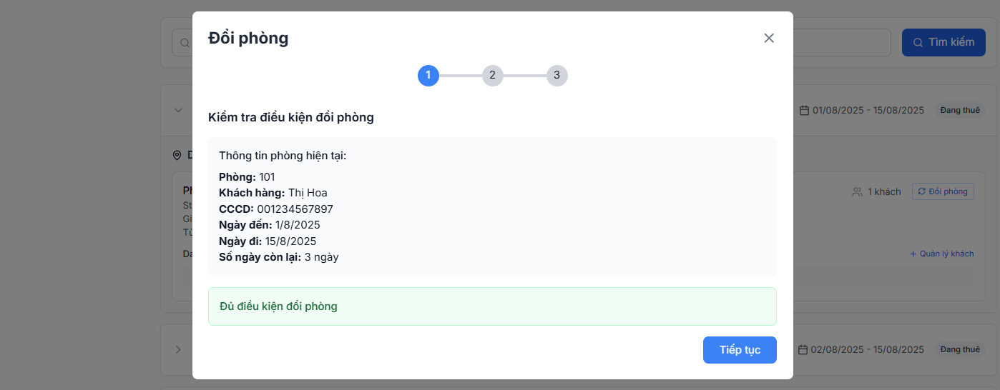 Đổi phòng
Tìm kiếm
1 2 3
01/08/2025 - 15/08/2025 Đang thuê
Kiểm tra điều kiện đổi phòng
Thông tin phòng hiện tại:
Phòng: 101
Khách hàng: Thị Hoa
CCCD: 001234567897
Ngày đến: 1/8/2025
Ngày đi: 15/8/2025
Số ngày còn lại: 3 ngày
1 khách Đổi phòng
+ Quản lý khách
Đủ điều kiện đổi phòng
Tiếp tục
02/08/2025 - 15/08/2025 Đang thuê